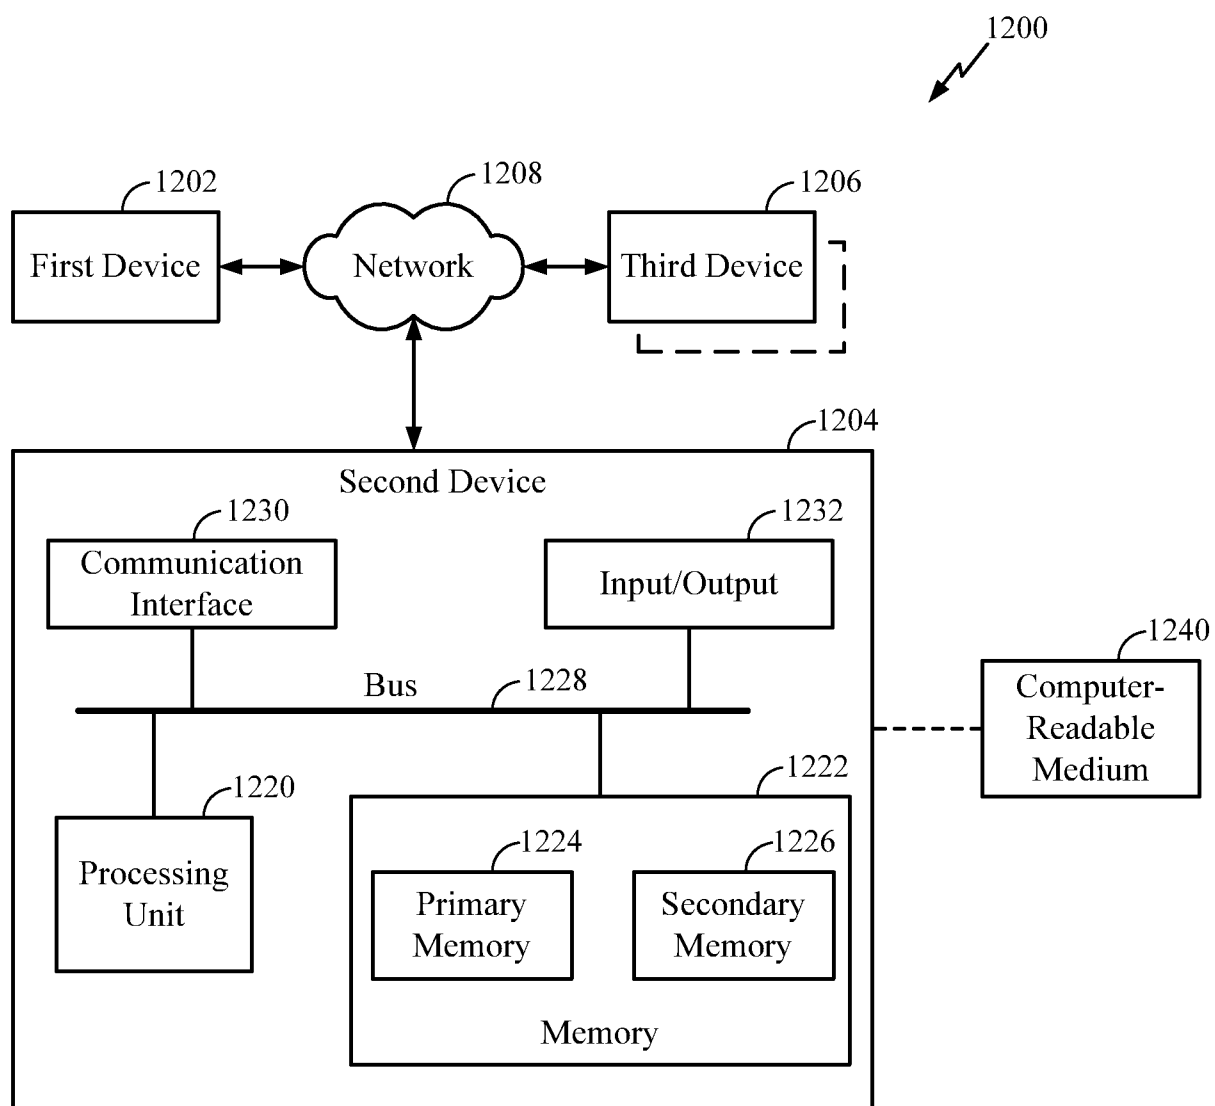 1200
1202
1208
1206
First Device
Network
Third Device
1204
Second Device
1230
1232
Communication
Interface
Input/Output
1240
Computer-
Readable
Medium
Bus
1228
1220
1222
Processing
Unit
1224
1226
Primary
Memory
Secondary
Memory
Memory